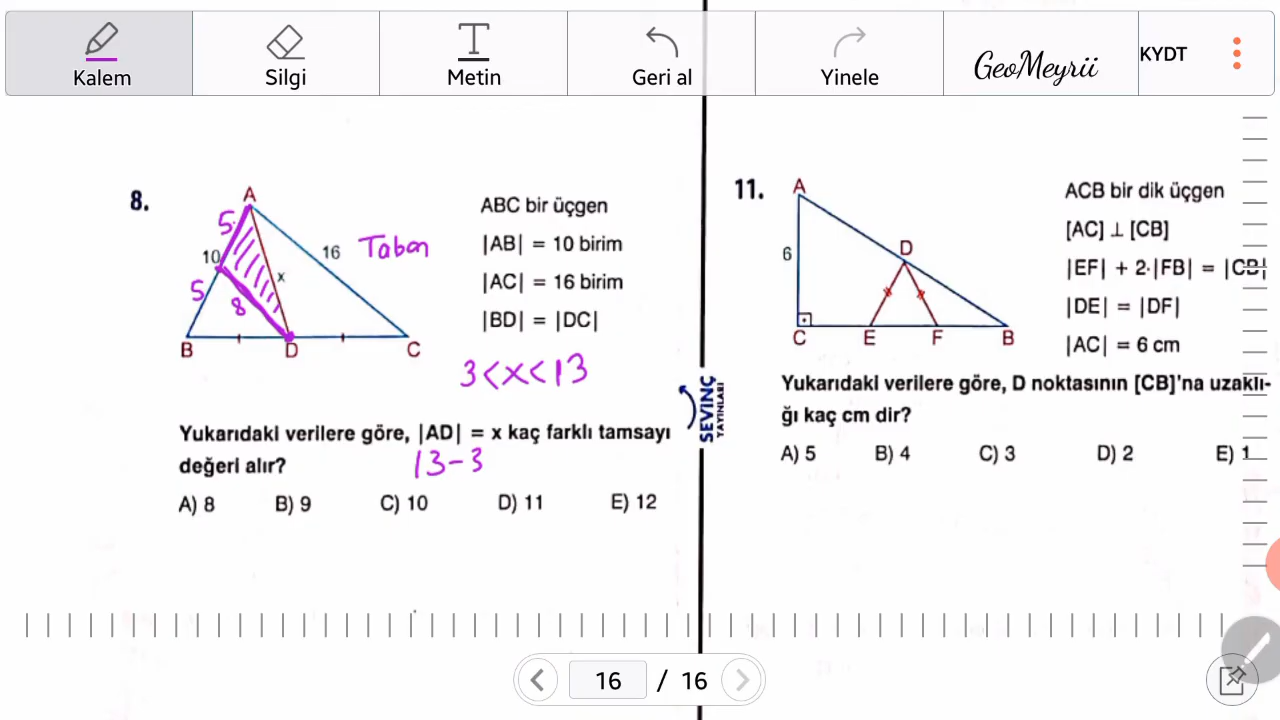 Kalem
Silgi
Metin
Geri al
Yinele
GeoMeyrii
KYDT
8.
A
5
10
5
8
x
16
Taban
B
D
C
ABC bir üçgen
|AB| = 10 birim
|AC| = 16 birim
|BD| = |DC|
3<x<13
Yukarıdaki verilere göre, |AD| = x kaç farklı tamsayı
değeri alır?
13-3
A) 8 B) 9 C) 10 D) 11 E) 12
SEVİNÇ
YAYINLARI
11.
A
6
D
C
E
F
B
ACB bir dik üçgen
[AC] ⊥ [CB]
|EF| + 2·|FB| = |CB|
|DE| = |DF|
|AC| = 6 cm
Yukarıdaki verilere göre, D noktasının [CB]'na uzaklı-
ğı kaç cm dir?
A) 5 B) 4 C) 3 D) 2 E) 1
16 / 16